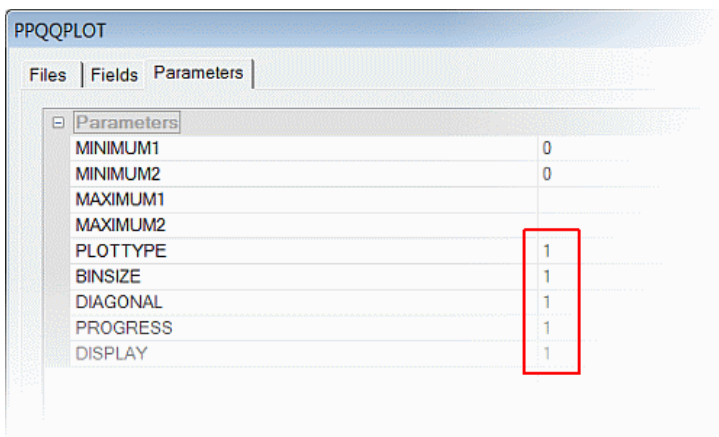 PPQQPLOT
Files Fields Parameters
Parameters
MINIMUM1 0
MINIMUM2 0
MAXIMUM1
MAXIMUM2
PLOTTYPE 1
BINSIZE 1
DIAGONAL 1
PROGRESS 1
DISPLAY 1